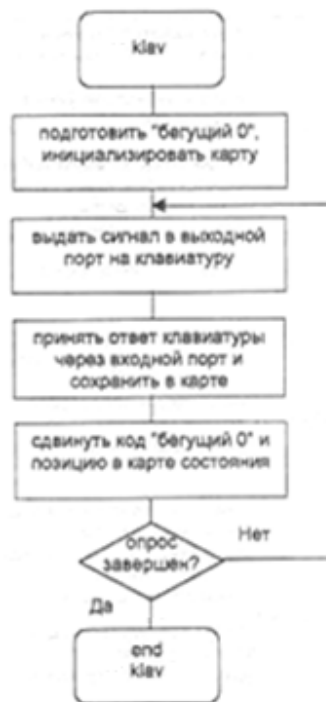 klav
подготовить "бегущий 0",
инициализировать карту
выдать сигнал в выходной
порт на клавиатуру
принять ответ клавиатуры
через входной порт и
сохранить в карте
сдвинуть код "бегущий 0" и
позицию в карте состояния
опрос
завершен?
Нет
Да
end
klav